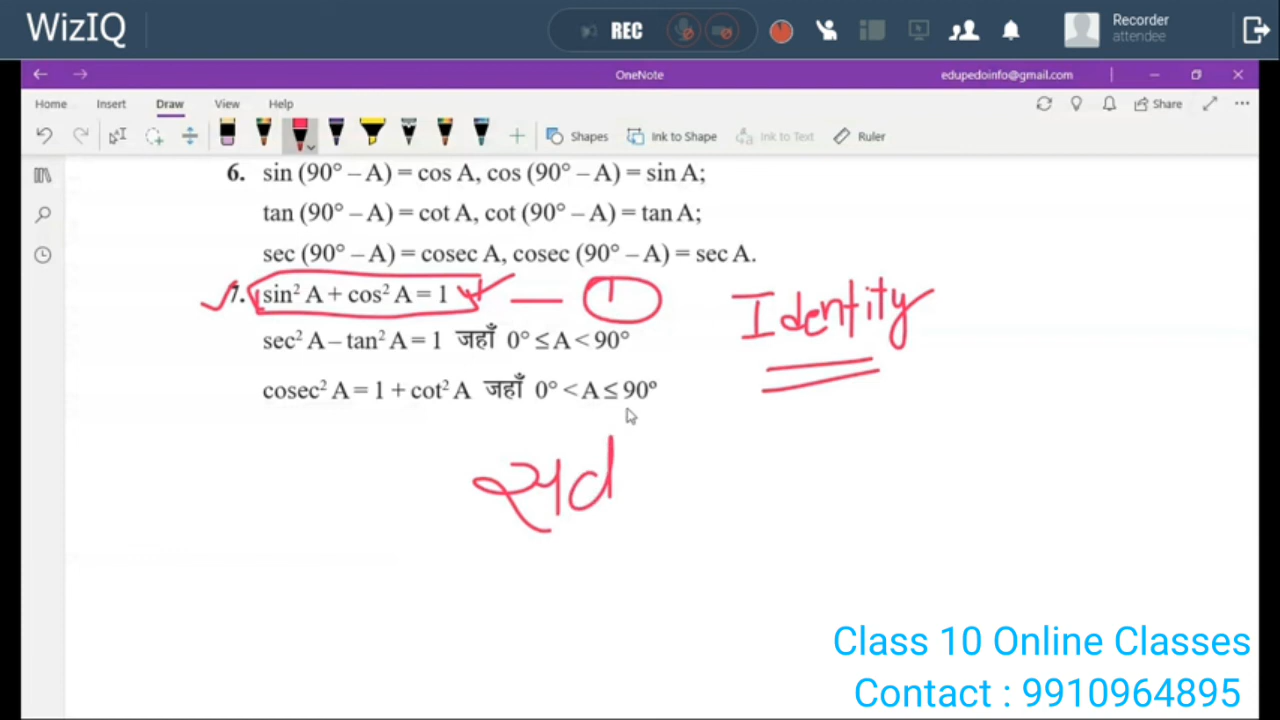 WizIQ
REC
Recorder
attendee
OneNote
edupedoinfo@gmail.com
Home Insert Draw View Help
Share
Shapes Ink to Shape Ink to Text Ruler
6. sin (90° – A) = cos A, cos (90° – A) = sin A;
tan (90° – A) = cot A, cot (90° – A) = tan A;
sec (90° – A) = cosec A, cosec (90° – A) = sec A.
7. sin² A + cos² A = 1 — 1
Identity
sec² A – tan² A = 1 जहाँ 0° ≤ A < 90°
cosec² A = 1 + cot² A जहाँ 0° < A ≤ 90°
Class 10 Online Classes
Contact : 9910964895